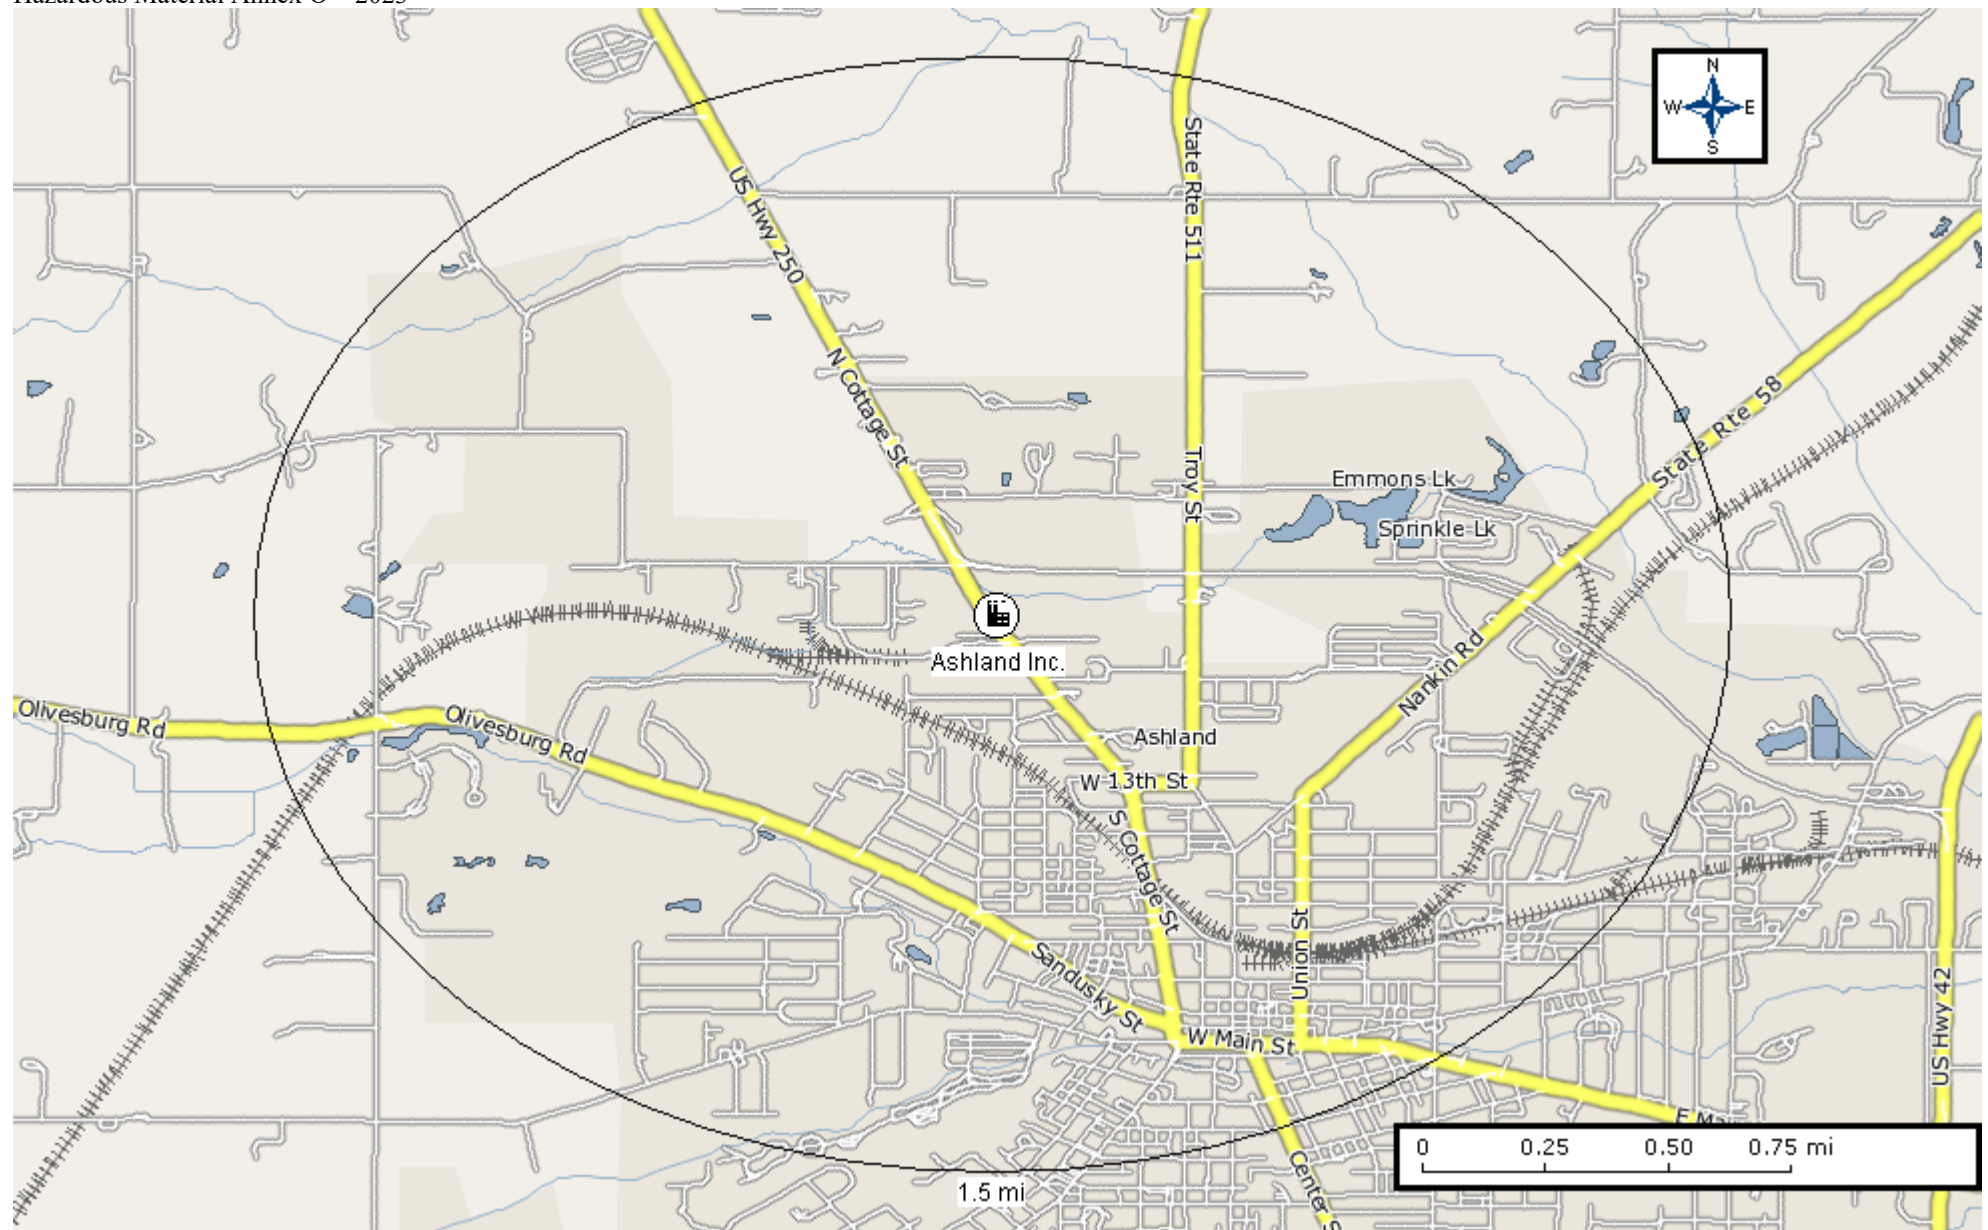 Hazardous Material Annex
2023
N
W E
S
State Rte 511
US Hwy 250
N Cottage St
State Rte 58
Troy St
Emmons Lk
Sprinkle Lk
Ashland Inc.
Nankin Rd
Olivesburg Rd
Olivesburg Rd
Ashland
W 13th St
S Cottage St
Union St
Sandusky St
W Main St
US Hwy 42
E
0 0.25 0.50 0.75 mi
Center
1.5 mi